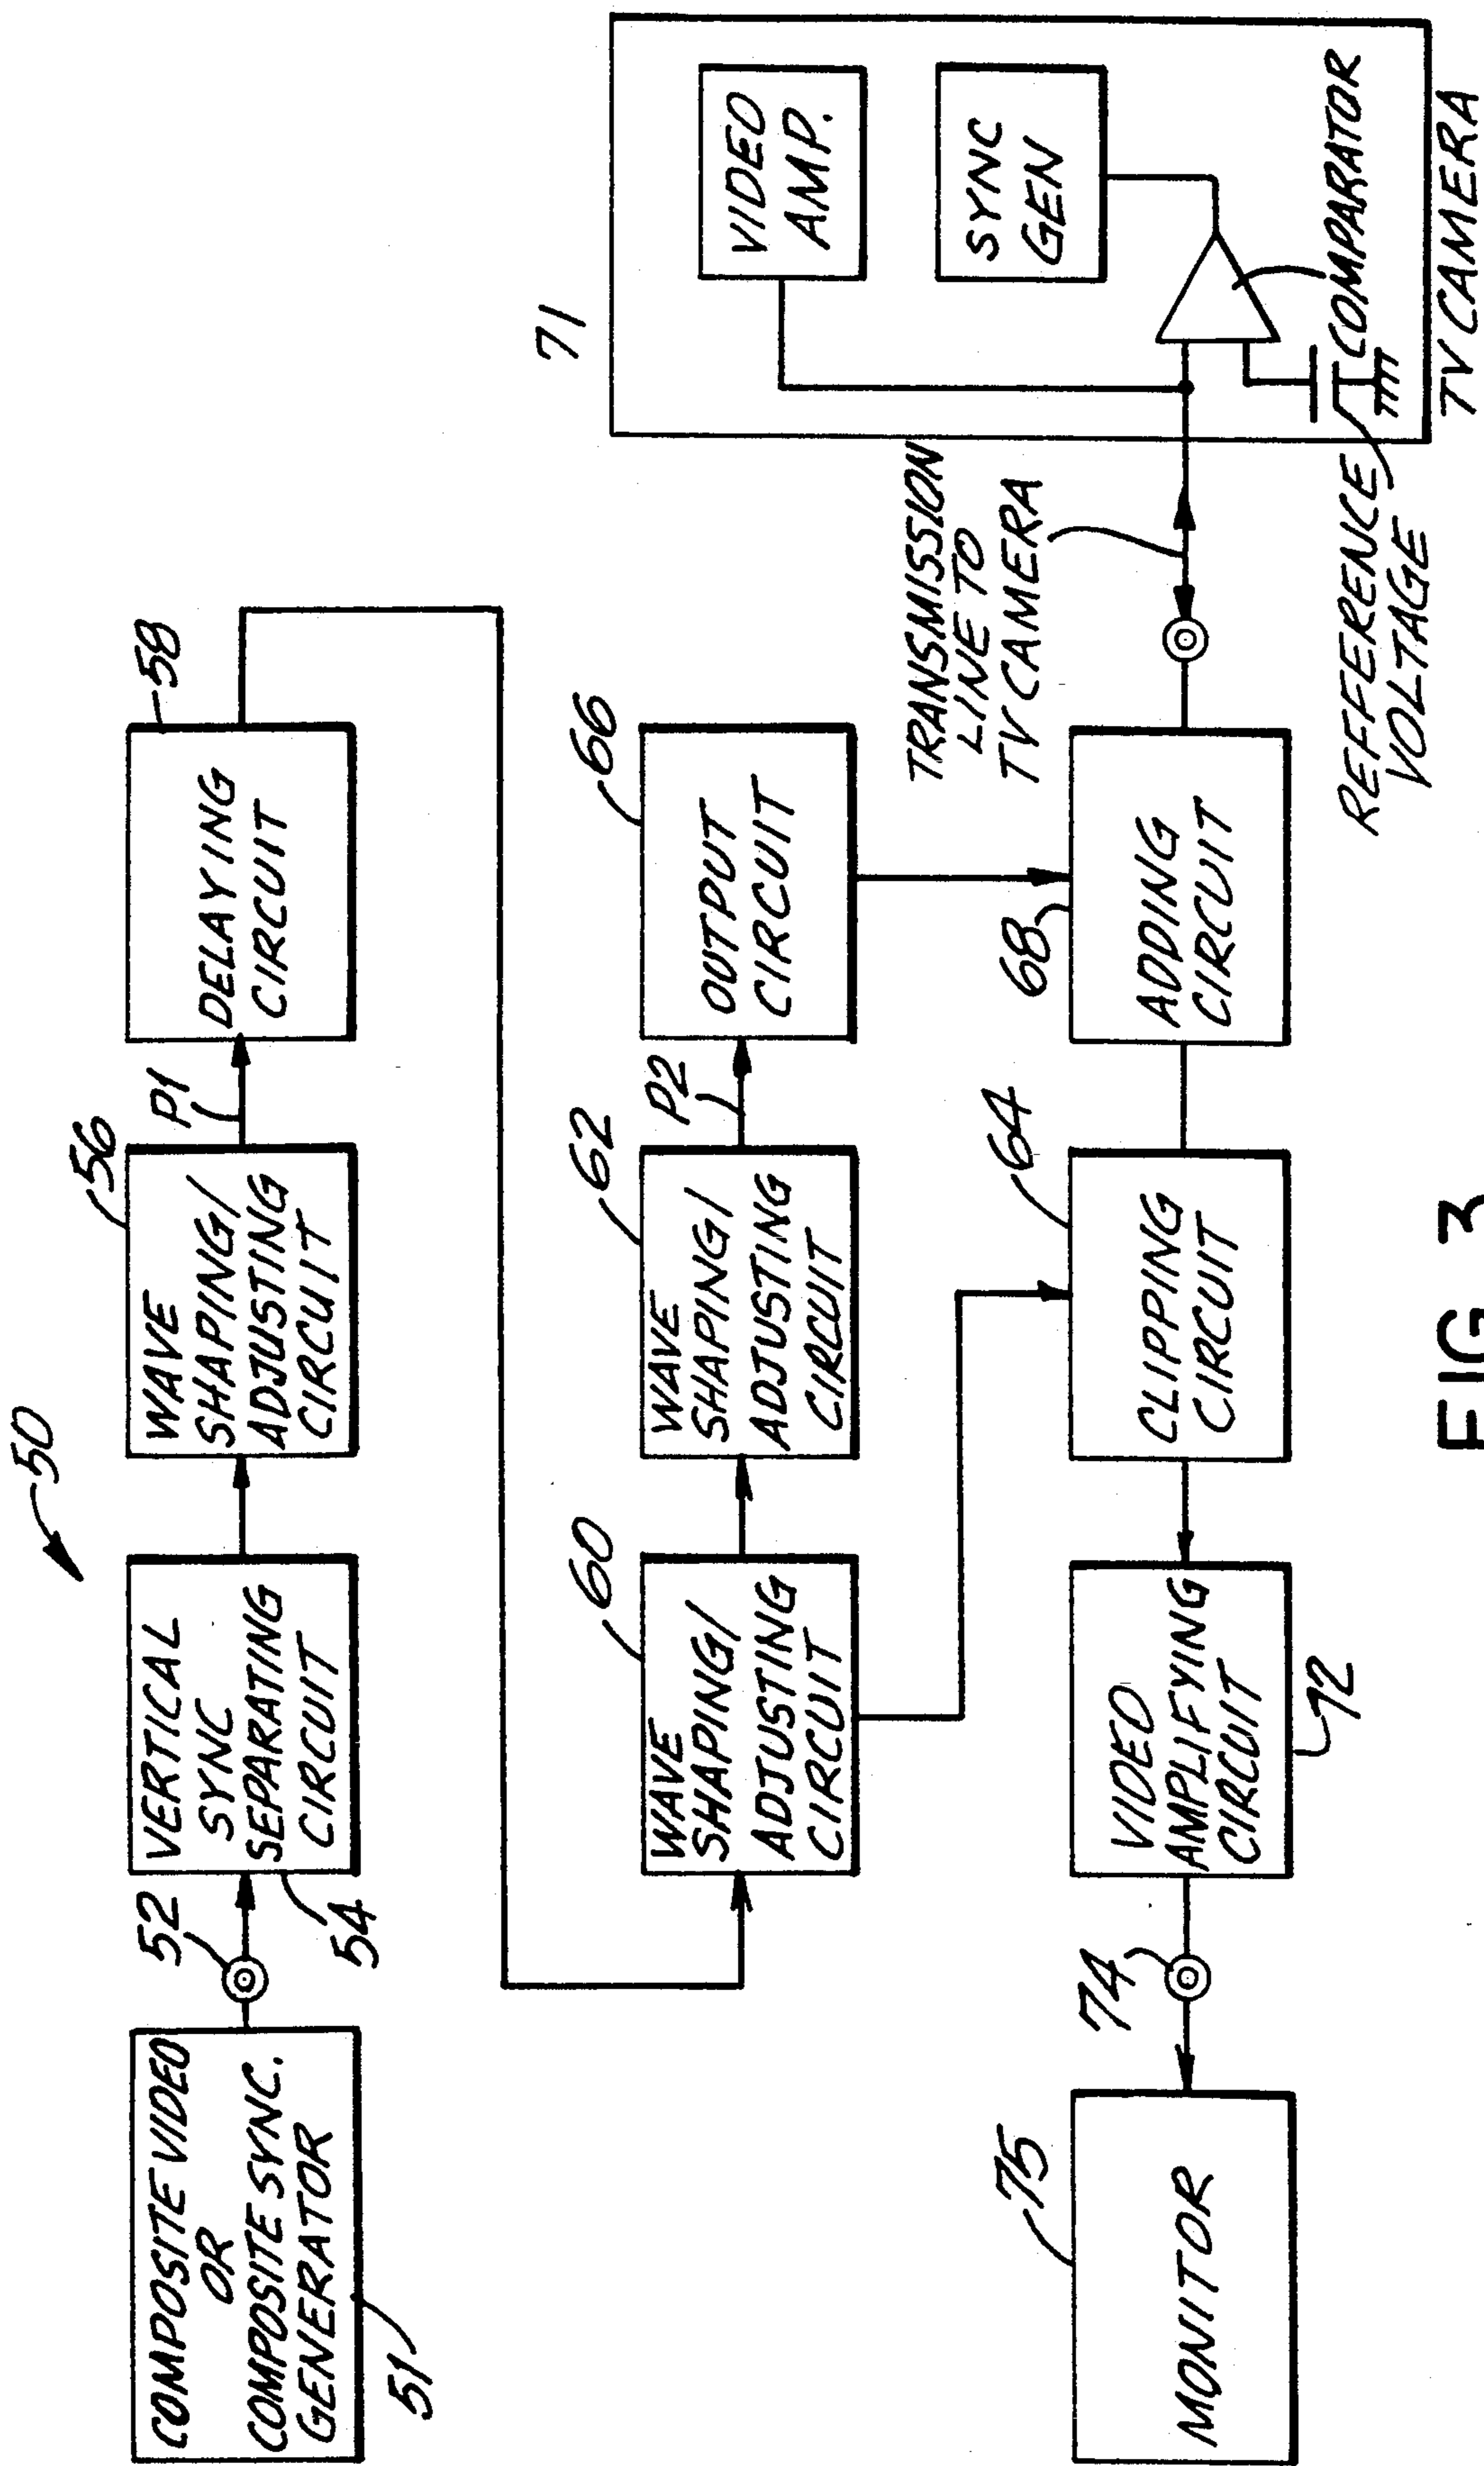 50
COMPOSITE VIDEO
OR
COMPOSITE SYNC.
GENERATOR
51
52
VERTICAL
SYNC
SEPARATING
CIRCUIT
54
WAVE
SHAPING/
ADJUSTING
CIRCUIT
56
P1
DELAYING
CIRCUIT
58
WAVE
SHAPING/
ADJUSTING
CIRCUIT
60
WAVE
SHAPING/
ADJUSTING
CIRCUIT
62
P2
OUTPUT
CIRCUIT
66
71
VIDEO
AMP.
SYNC
GEN
COMPARATOR
TV CAMERA
TRANSMISSION
LINE TO
TV CAMERA
REFFERENCE
VOLTAGE
MONITOR
75
74
VIDEO
AMPLIFYING
CIRCUIT
72
CLIPPING
CIRCUIT
64
ADDING
CIRCUIT
68
FIG. 3